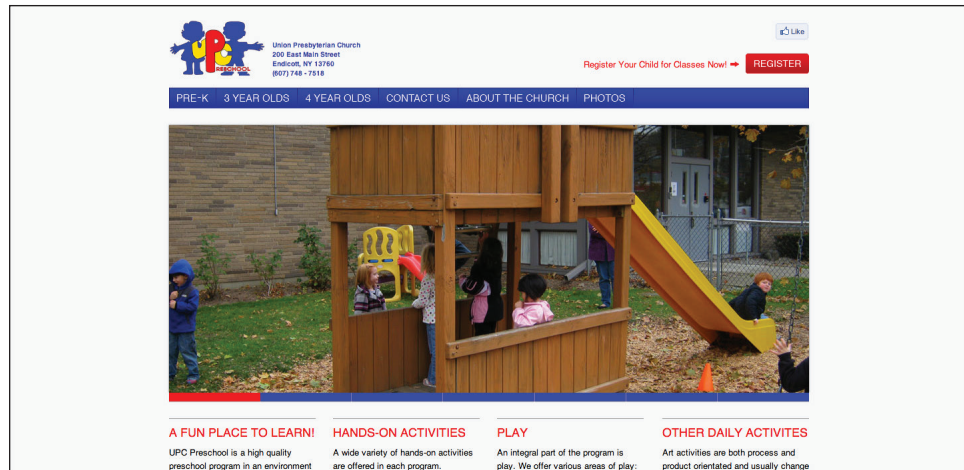 UPC
PRESCHOOL
Union Presbyterian Church
200 East Main Street
Endicott, NY 13760
(607) 748 - 7518
Like
Register Your Child for Classes Now! ➡ REGISTER
PRE-K 3 YEAR OLDS 4 YEAR OLDS CONTACT US ABOUT THE CHURCH PHOTOS
A FUN PLACE TO LEARN!
UPC Preschool is a high quality
preschool program in an environment
HANDS-ON ACTIVITIES
A wide variety of hands-on activities
are offered in each program.
PLAY
An integral part of the program is
play. We offer various areas of play:
OTHER DAILY ACTIVITES
Art activities are both process and
product orientated and usually change